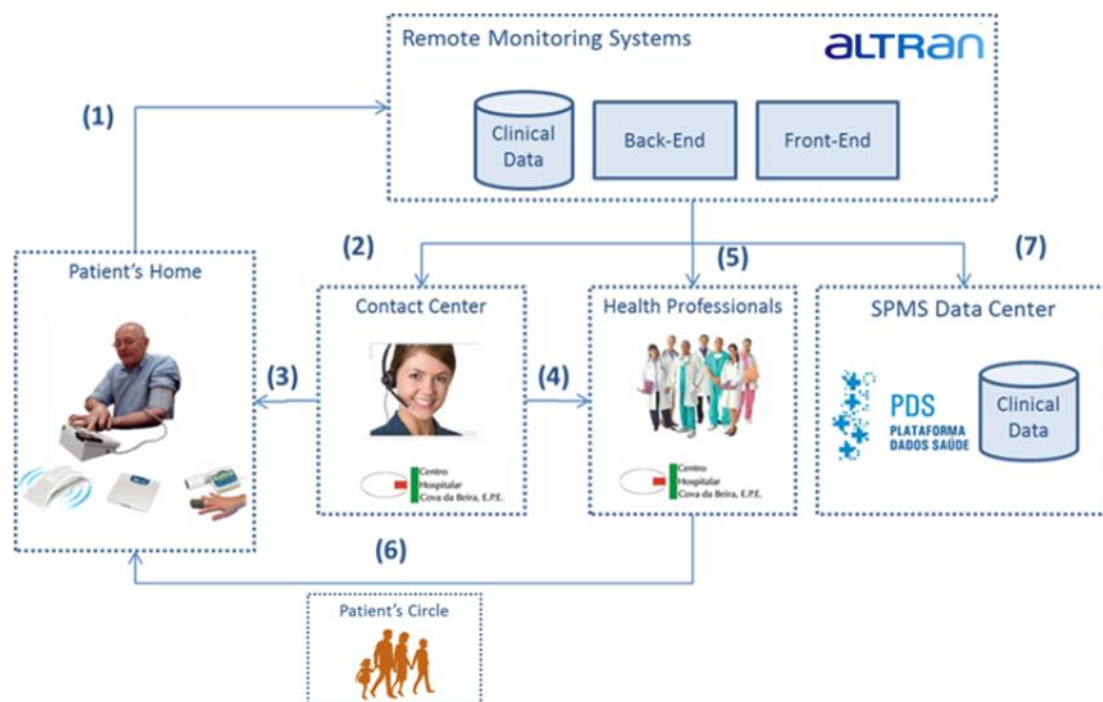 Remote Monitoring Systems
ALTRAN
(1)
Clinical
Data
Back-End
Front-End
(2)
(5)
(7)
Patient's Home
Contact Center
Health Professionals
SPMS Data Center
(3)
(4)
PDS
PLATAFORMA
DADOS SAÚDE
Clinical
Data
Centro
Hospitalar
Cova da Beira, E.P.E.
Centro
Hospitalar
Cova da Beira, E.P.E.
(6)
Patient's Circle